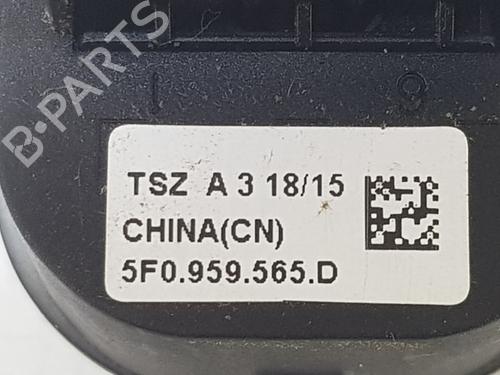 B-PARTS
TSZ A 3 18/15
CHINA(CN)
5F0.959.565.D